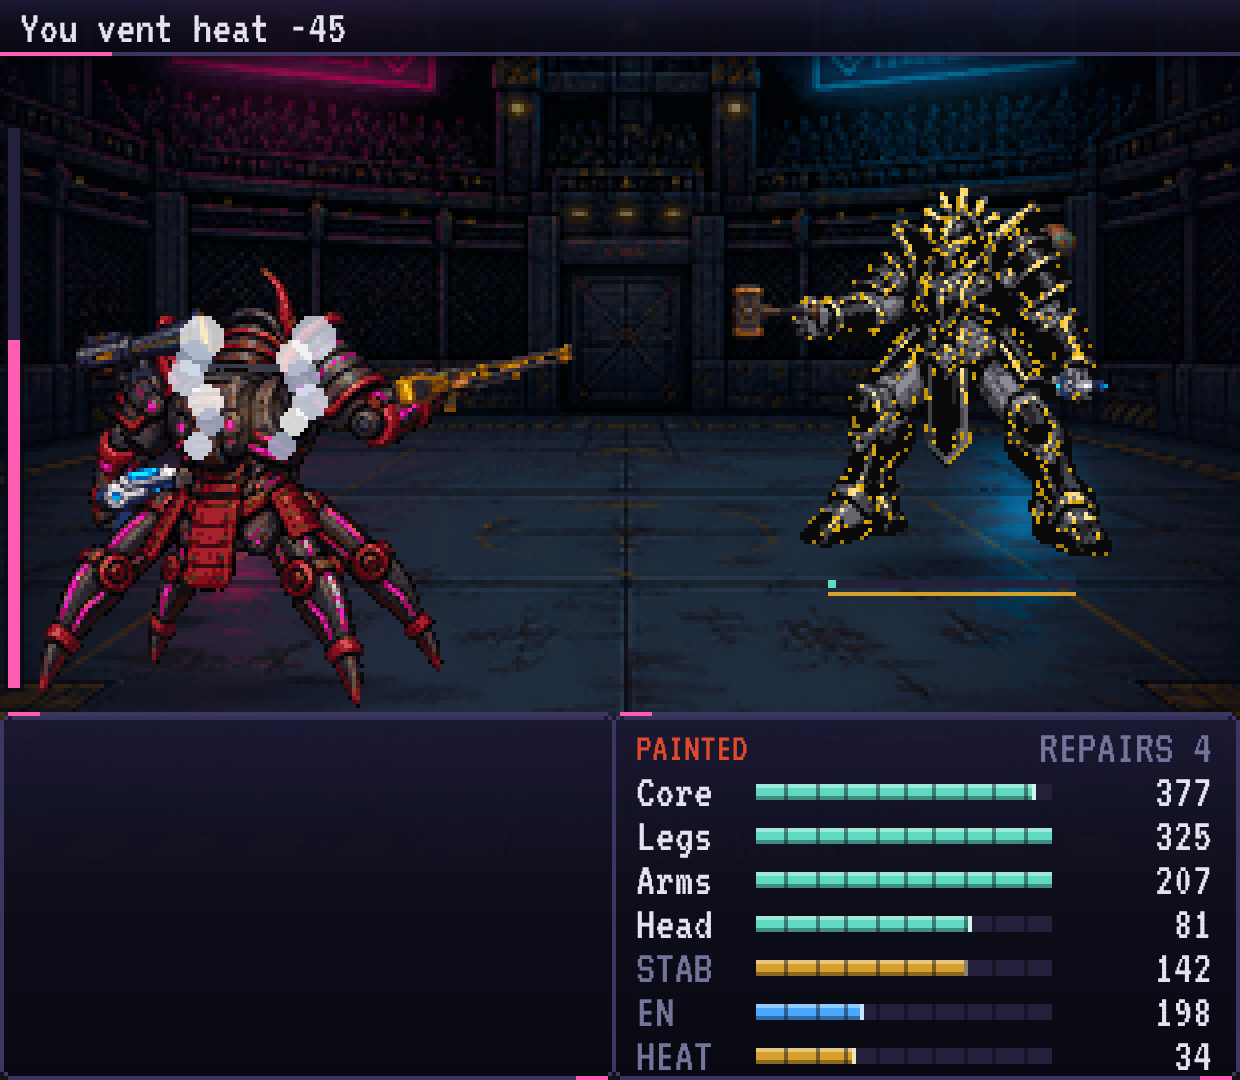 You vent heat -45
PAINTED REPAIRS 4
Core 377
Legs 325
Arms 207
Head 81
STAB 142
EN 198
HEAT 34